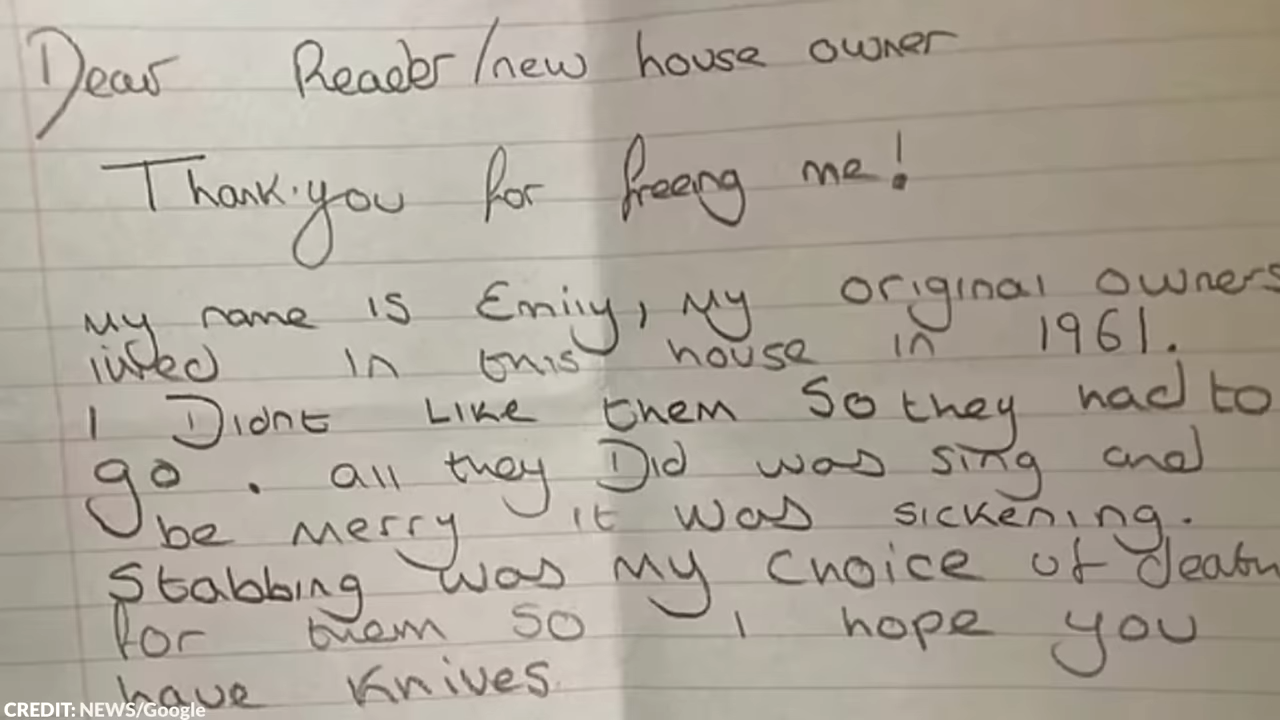 Dear Reader/new house owner
Thank.you for freeing me!
My name is Emily, My original owners
lived in this house in 1961.
I Didnt Like them So they had to
go. all they Did was sing and
be merry it was sickening.
Stabbing was my choice of death
for them so I hope you
have Knives
CREDIT: NEWS/Google